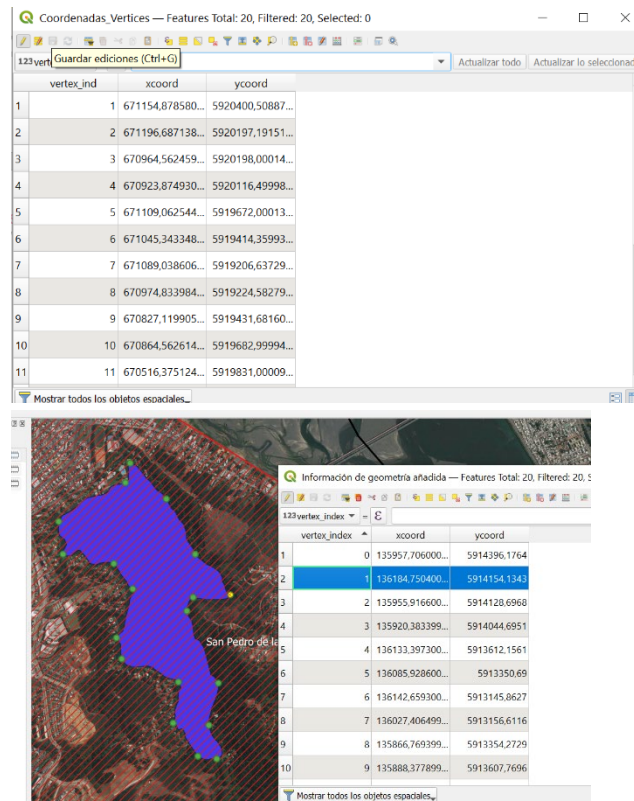 Coordenadas_Vertices — Features Total: 20, Filtered: 20, Selected: 0
Guardar ediciones (Ctrl+G)
123 Actualizar todo Actualizar lo seleccionad
vertex_ind xcoord ycoord
1 1 671154,878580... 5920400,50887...
2 2 671196,687138... 5920197,19151...
3 3 670964,562459... 5920198,00014...
4 4 670923,874930... 5920116,49998...
5 5 671109,062544... 5919672,00013...
6 6 671045,343348... 5919414,35993...
7 7 671089,038606... 5919206,63729...
8 8 670974,833984... 5919224,58279...
9 9 670827,119905... 5919431,68160...
10 10 670864,562614... 5919682,99994...
11 11 670516,375124... 5919831,00009...
Mostrar todos los objetos espaciales
San Pedro de la
Información de geometría añadida — Features Total: 20, Filtered: 20, S
123 vertex_index = ε
vertex_index xcoord ycoord
1 0 135957,706000... 5914396,1764
2 1 136184,750400... 5914154,1343
3 2 135955,916600... 5914128,6968
4 3 135920,383399... 5914044,6951
5 4 136133,397300... 5913612,1561
6 5 136085,928600... 5913350,69
7 6 136142,659300... 5913145,8627
8 7 136027,406499... 5913156,6116
9 8 135866,769399... 5913354,2729
10 9 135888,377899... 5913607,7696
Mostrar todos los objetos espaciales